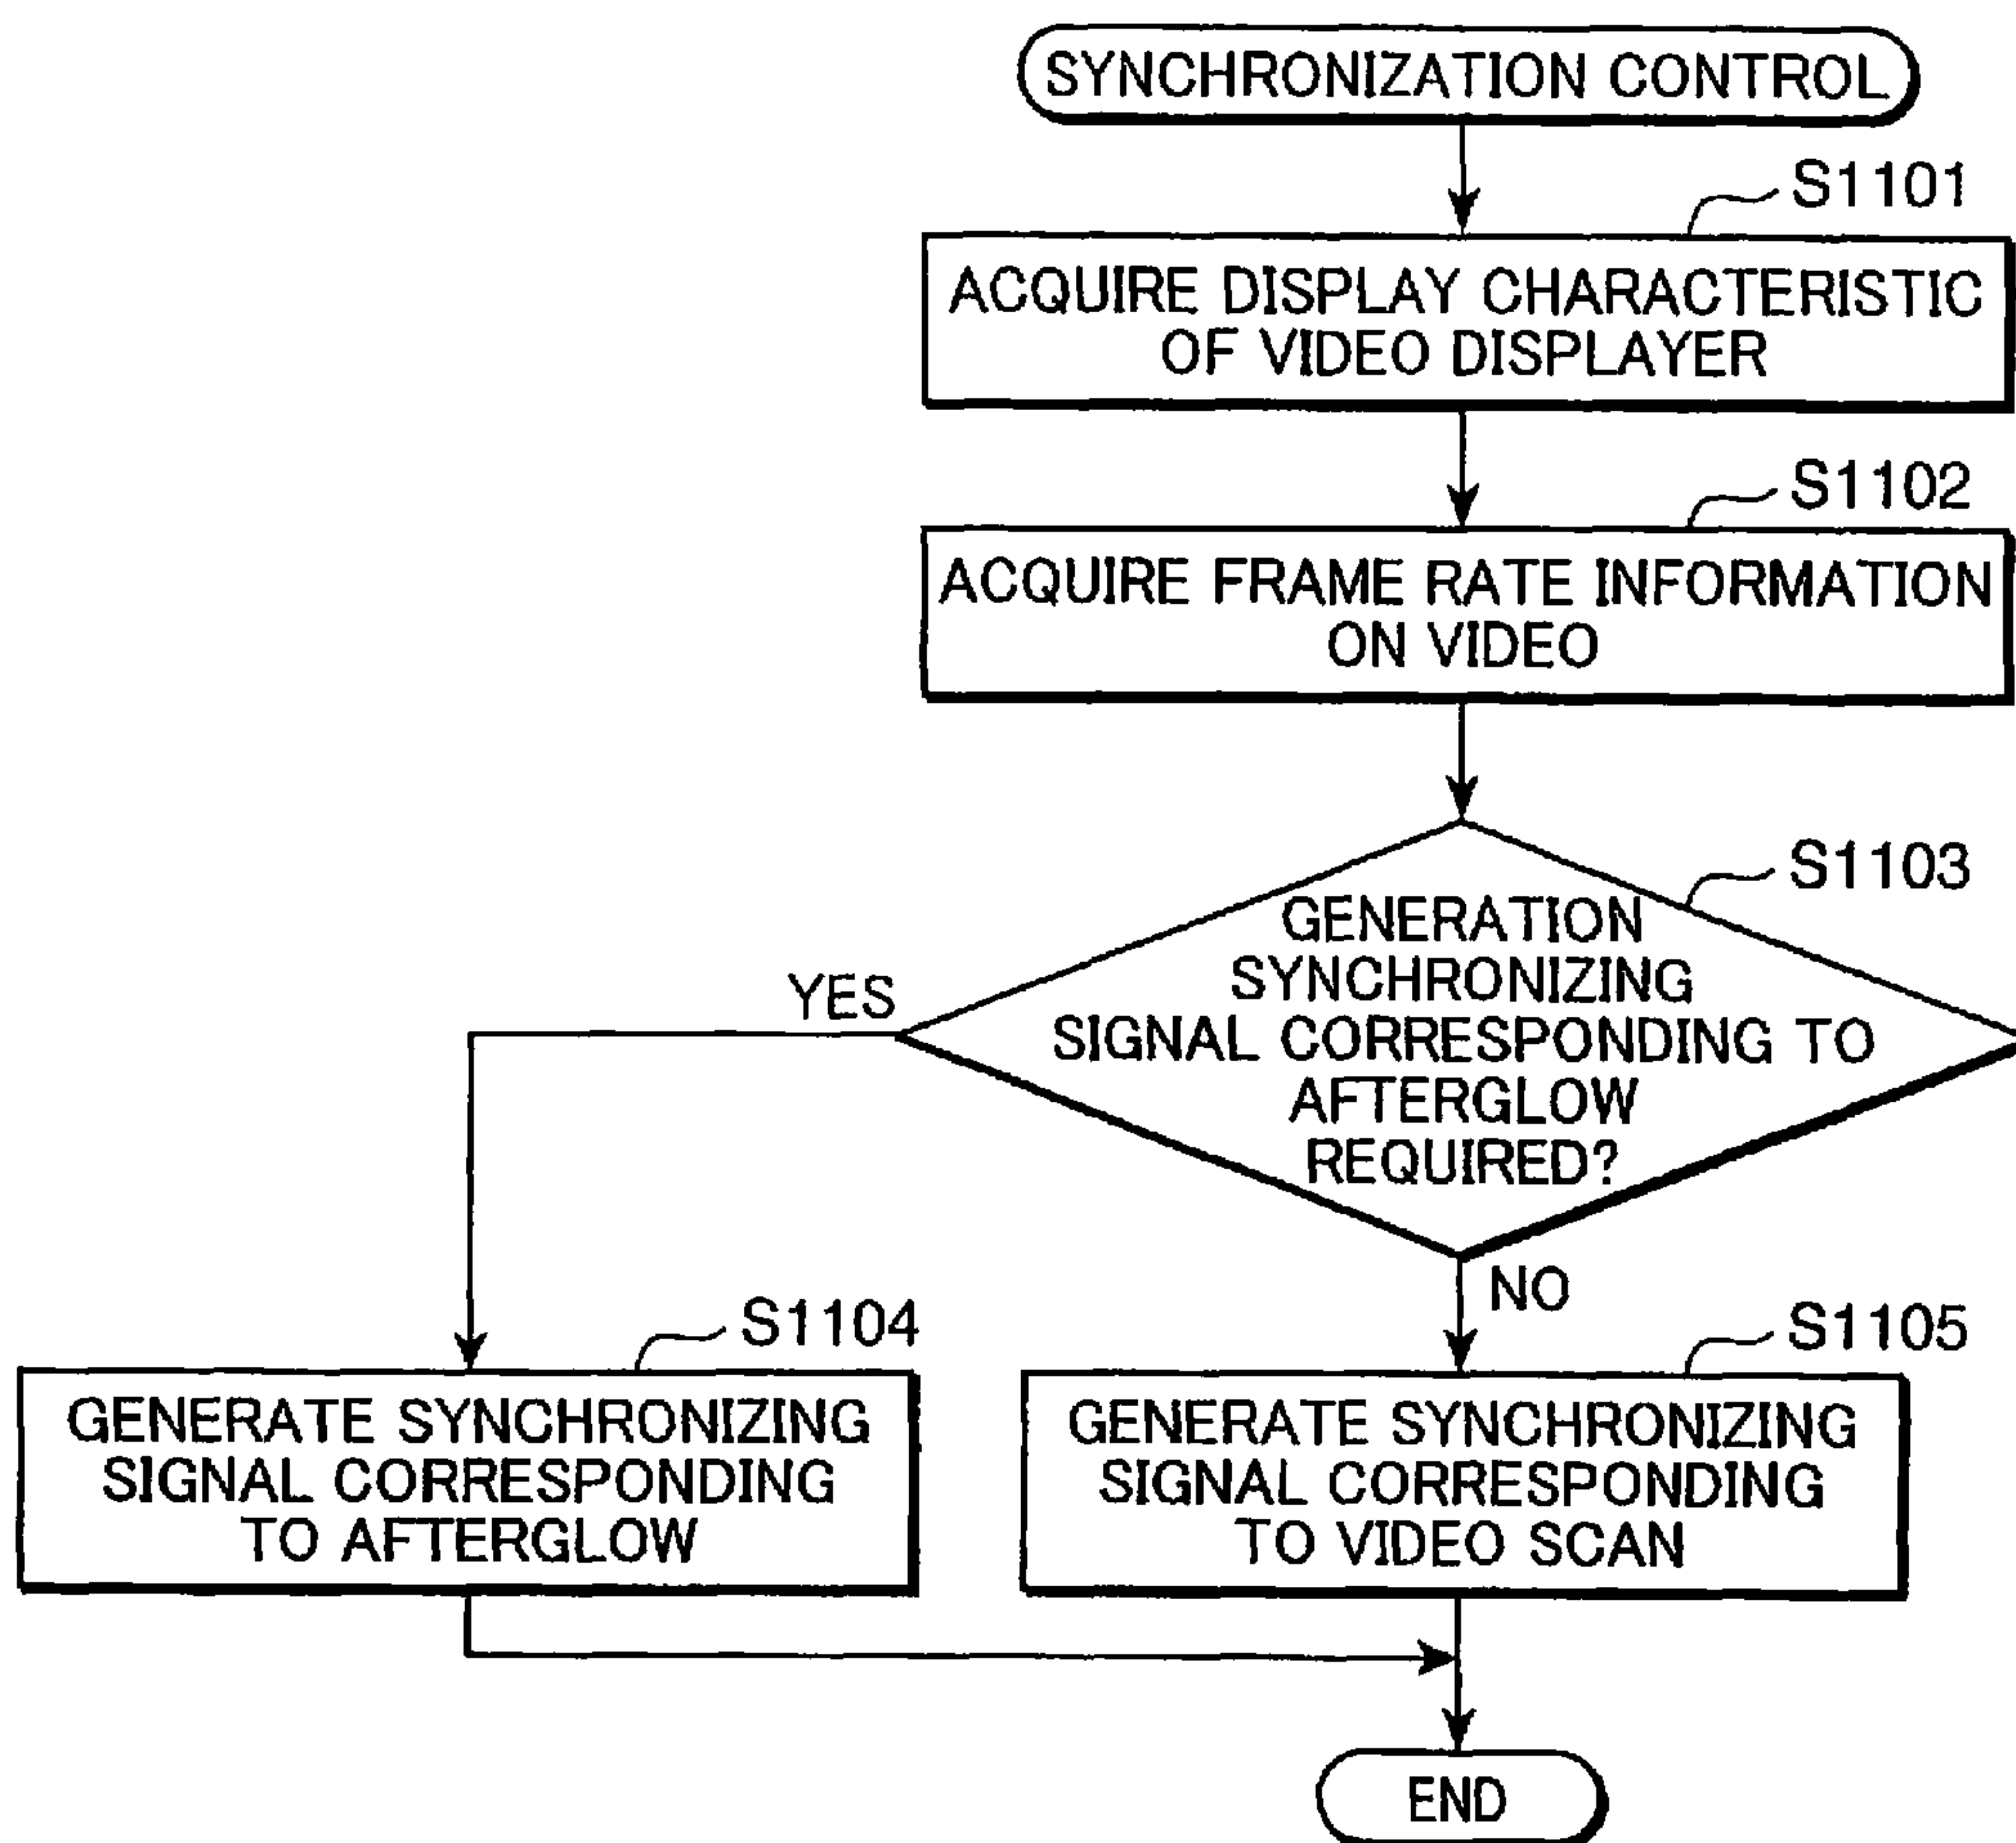 SYNCHRONIZATION CONTROL
S1101
ACQUIRE DISPLAY CHARACTERISTIC
OF VIDEO DISPLAYER
S1102
ACQUIRE FRAME RATE INFORMATION
ON VIDEO
S1103
GENERATION
SYNCHRONIZING
SIGNAL CORRESPONDING TO
AFTERGLOW
REQUIRED?
YES
NO
S1104
GENERATE SYNCHRONIZING
SIGNAL CORRESPONDING
TO AFTERGLOW
S1105
GENERATE SYNCHRONIZING
SIGNAL CORRESPONDING
TO VIDEO SCAN
END